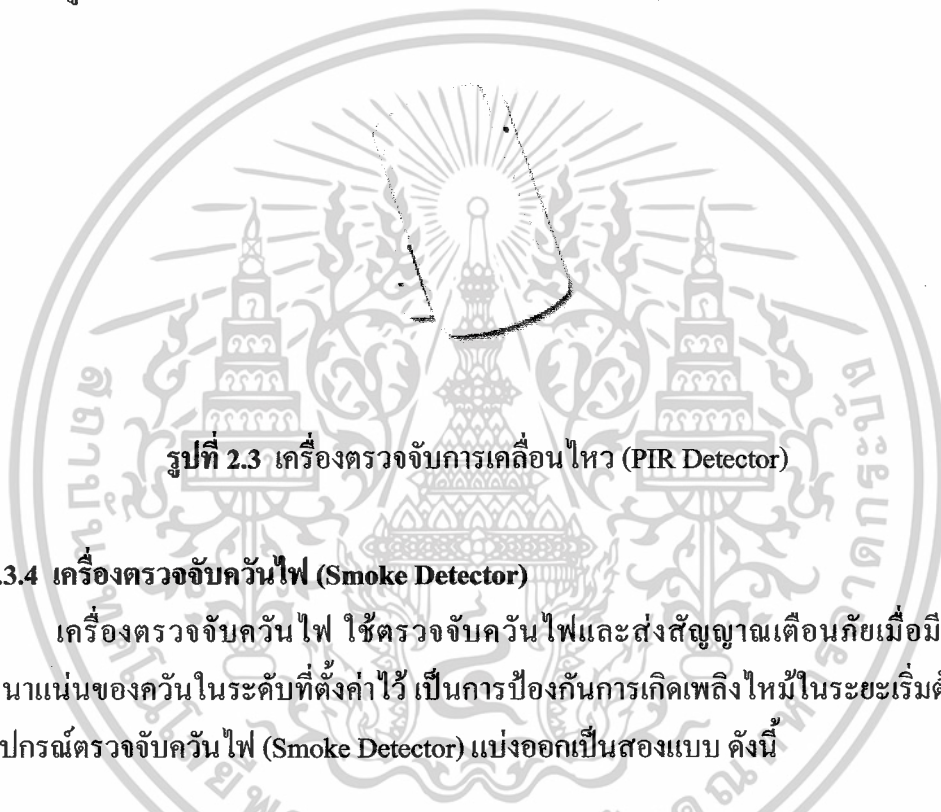 รูปที่ 2.3 เครื่องตรวจจับการเคลื่อนไหว (PIR Detector)
.3.4 เครื่องตรวจจับควันไฟ (Smoke Detector)
เครื่องตรวจจับควันไฟ ใช้ตรวจจับควันไฟและส่งสัญญาณเตือนภัยเมื่อมี
นาแน่นของควันในระดับที่ตั้งค่าไว้ เป็นการป้องกันการเกิดเพลิงไหม้ในระยะเริ่มต้
ปกรณ์ตรวจจับควันไฟ (Smoke Detector) แบ่งออกเป็นสองแบบ ดังนี้